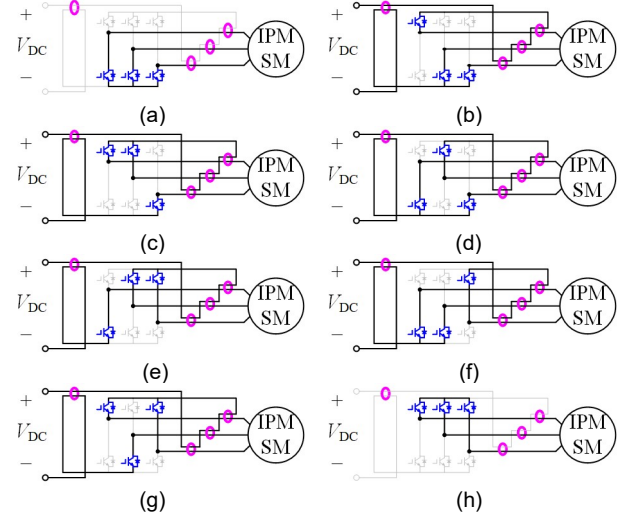 +
V_DC
−
IPM
SM
(a)
+
V_DC
−
IPM
SM
(b)
+
V_DC
−
IPM
SM
(c)
+
V_DC
−
IPM
SM
(d)
+
V_DC
−
IPM
SM
(e)
+
V_DC
−
IPM
SM
(f)
+
V_DC
−
IPM
SM
(g)
+
V_DC
−
IPM
SM
(h)